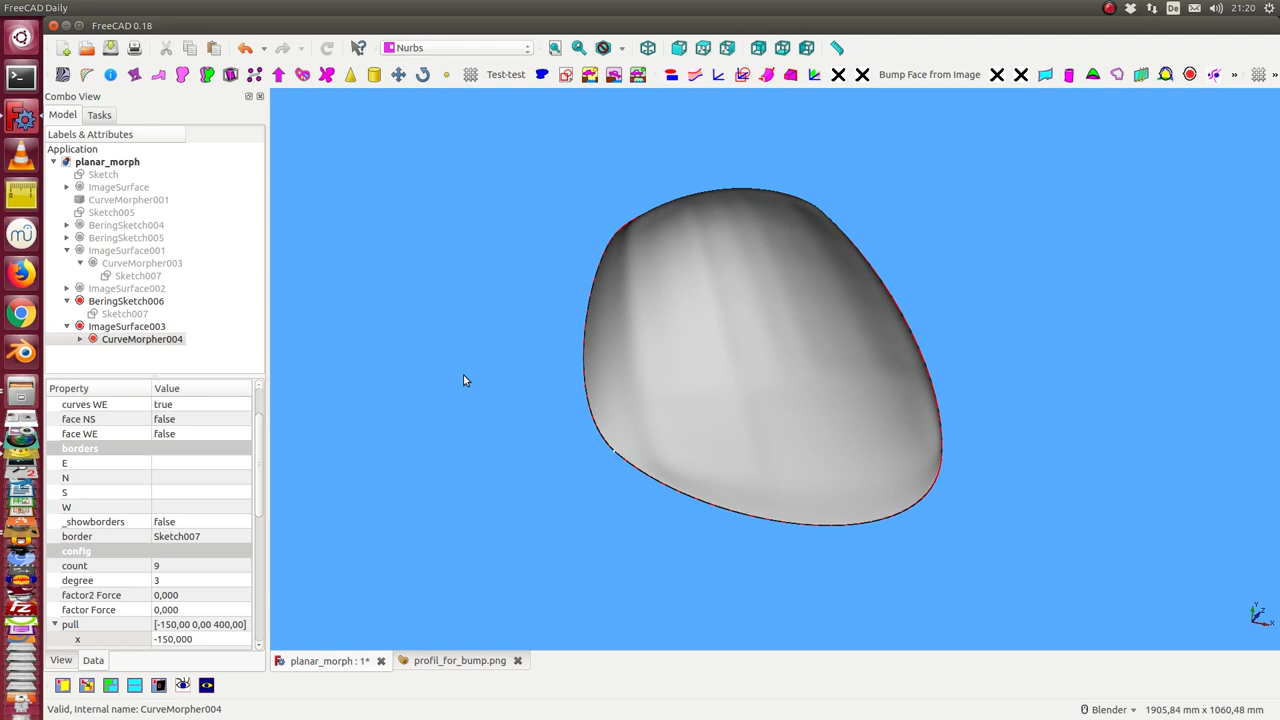 FreeCAD Daily
De
21:20
FreeCAD 0.18
Nurbs
Test-test
Bump Face from Image
»
»
Combo View
Model
Tasks
Labels & Attributes
Application
planar_morph
Sketch
ImageSurface
CurveMorpher001
Sketch005
BeringSketch004
BeringSketch005
ImageSurface001
CurveMorpher003
Sketch007
ImageSurface002
BeringSketch006
Sketch007
ImageSurface003
CurveMorpher004
Property Value
curves WE true
face NS false
face WE false
borders
E
N
S
W
_showborders false
border Sketch007
config
count 9
degree 3
factor2 Force 0,000
factor Force 0,000
pull [-150,00 0,00 400,00]
x -150,000
View
Data
planar_morph : 1*
profil_for_bump.png
Valid, Internal name: CurveMorpher004
Blender
1905,84 mm x 1060,48 mm